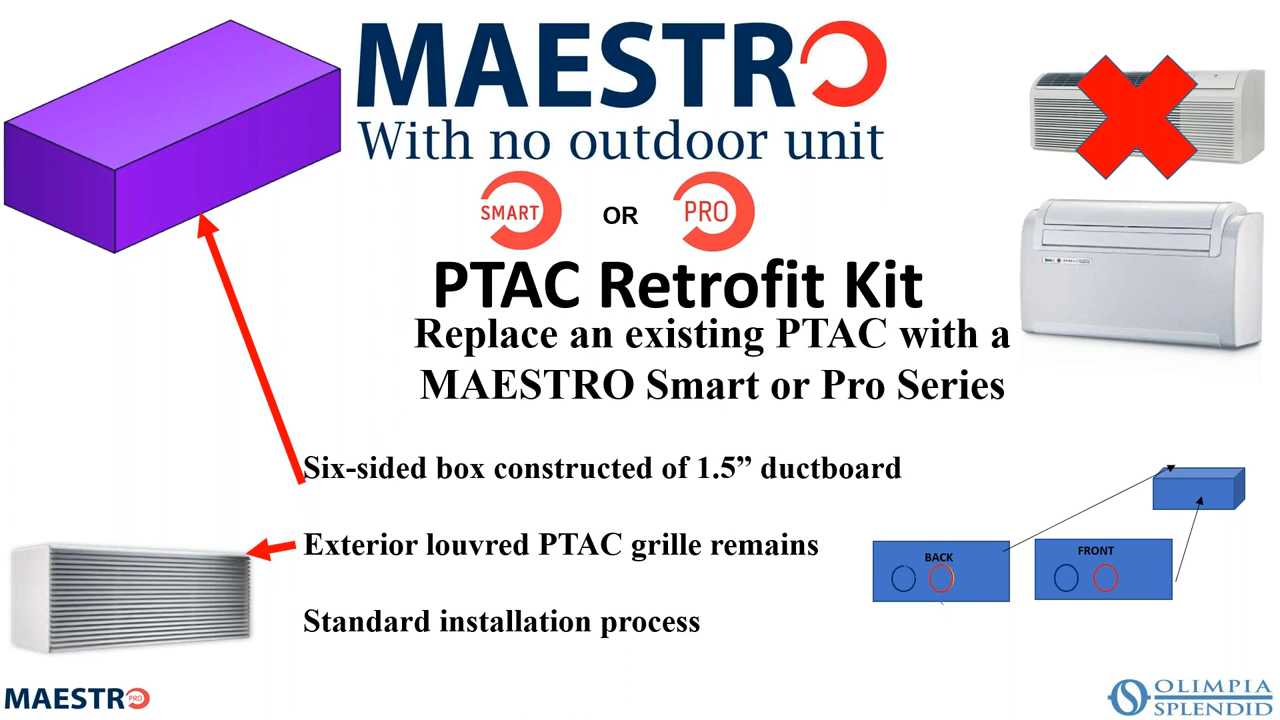 MAESTRO
With no outdoor unit
SMART OR PRO
PTAC Retrofit Kit
Replace an existing PTAC with a
MAESTRO Smart or Pro Series
Six-sided box constructed of 1.5” ductboard
Exterior louvred PTAC grille remains
BACK
FRONT
Standard installation process
MAESTRO PRO
OLIMPIA
SPLENDID